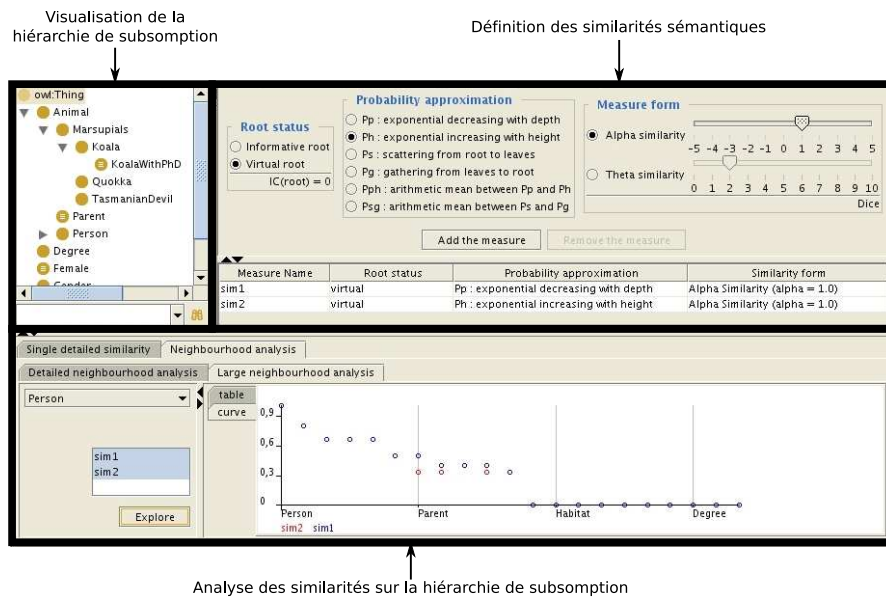 Visualisation de la
hiérarchie de subsomption
Définition des similarités sémantiques
owl:Thing
Animal
Marsupials
Koala
KoalaWithPhD
Quokka
TasmanianDevil
Parent
Person
Degree
Female
Gender
Root status
Informative root
Virtual root
IC(root) = 0
Probability approximation
Pp : exponential decreasing with depth
Ph : exponential increasing with height
Ps : scattering from root to leaves
Pg : gathering from leaves to root
Pph : arithmetic mean between Pp and Ph
Psg : arithmetic mean between Ps and Pg
Measure form
Alpha similarity
-5 -4 -3 -2 -1 0 1 2 3 4 5
Theta similarity
0 1 2 3 4 5 6 7 8 9 10
Dice
Add the measure
Remove the measure
Measure Name Root status Probability approximation Similarity form
sim1 virtual Pp : exponential decreasing with depth Alpha Similarity (alpha = 1.0)
sim2 virtual Ph : exponential increasing with height Alpha Similarity (alpha = 1.0)
Single detailed similarity Neighbourhood analysis
Detailed neighbourhood analysis Large neighbourhood analysis
Person
sim1
sim2
Explore
table
curve
0,9
0,6
0,3
0
Person Parent Habitat Degree
sim2 sim1
Analyse des similarités sur la hiérarchie de subsomption